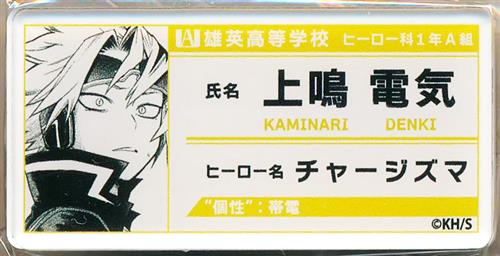 UA 雄英高等学校 ヒーロー科1年A組
氏名 上鳴 電気
KAMINARI DENKI
ヒーロー名 チャージズマ
“個性”：帯電
©KH/S